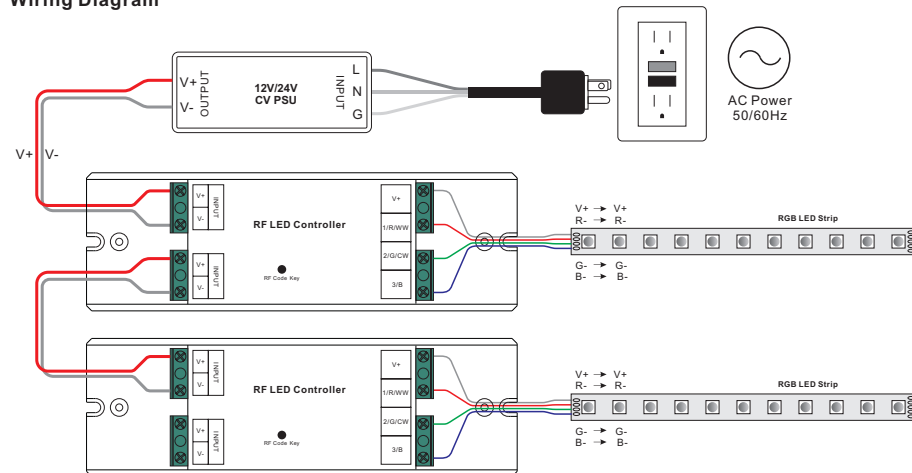 Wiring Diagram
V+
V-
OUTPUT
12V/24V
CV PSU
INPUT
L
N
G
AC Power
50/60Hz
V+
V-
V+
V-
INPUT
RF LED Controller
RF Code Key
V+
V-
INPUT
V+
1/R/WW
2/G/CW
3/B
V+ → V+
R- → R-
RGB LED Strip
G- → G-
B- → B-
V+
V-
INPUT
RF LED Controller
RF Code Key
V+
V-
INPUT
V+
1/R/WW
2/G/CW
3/B
V+ → V+
R- → R-
RGB LED Strip
G- → G-
B- → B-